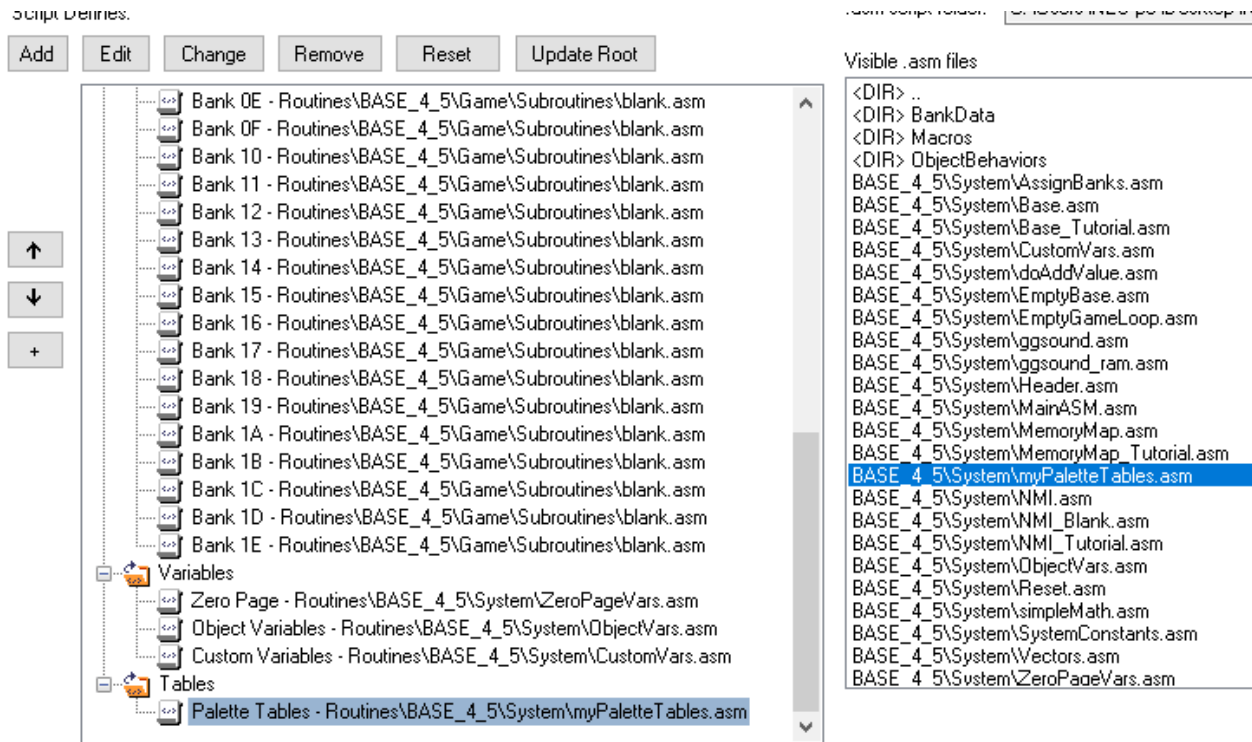 Script Defines:
.asm script folder:
Add
Edit
Change
Remove
Reset
Update Root
Bank 0E - Routines\BASE_4_5\Game\Subroutines\blank.asm
Bank 0F - Routines\BASE_4_5\Game\Subroutines\blank.asm
Bank 10 - Routines\BASE_4_5\Game\Subroutines\blank.asm
Bank 11 - Routines\BASE_4_5\Game\Subroutines\blank.asm
Bank 12 - Routines\BASE_4_5\Game\Subroutines\blank.asm
Bank 13 - Routines\BASE_4_5\Game\Subroutines\blank.asm
Bank 14 - Routines\BASE_4_5\Game\Subroutines\blank.asm
Bank 15 - Routines\BASE_4_5\Game\Subroutines\blank.asm
Bank 16 - Routines\BASE_4_5\Game\Subroutines\blank.asm
Bank 17 - Routines\BASE_4_5\Game\Subroutines\blank.asm
Bank 18 - Routines\BASE_4_5\Game\Subroutines\blank.asm
Bank 19 - Routines\BASE_4_5\Game\Subroutines\blank.asm
Bank 1A - Routines\BASE_4_5\Game\Subroutines\blank.asm
Bank 1B - Routines\BASE_4_5\Game\Subroutines\blank.asm
Bank 1C - Routines\BASE_4_5\Game\Subroutines\blank.asm
Bank 1D - Routines\BASE_4_5\Game\Subroutines\blank.asm
Bank 1E - Routines\BASE_4_5\Game\Subroutines\blank.asm
Variables
Zero Page - Routines\BASE_4_5\System\ZeroPageVars.asm
Object Variables - Routines\BASE_4_5\System\ObjectVars.asm
Custom Variables - Routines\BASE_4_5\System\CustomVars.asm
Tables
Palette Tables - Routines\BASE_4_5\System\myPaletteTables.asm
Visible .asm files
<DIR> ..
<DIR> BankData
<DIR> Macros
<DIR> ObjectBehaviors
BASE_4_5\System\AssignBanks.asm
BASE_4_5\System\Base.asm
BASE_4_5\System\Base_Tutorial.asm
BASE_4_5\System\CustomVars.asm
BASE_4_5\System\doAddValue.asm
BASE_4_5\System\EmptyBase.asm
BASE_4_5\System\EmptyGameLoop.asm
BASE_4_5\System\ggsound.asm
BASE_4_5\System\ggsound_ram.asm
BASE_4_5\System\Header.asm
BASE_4_5\System\MainASM.asm
BASE_4_5\System\MemoryMap.asm
BASE_4_5\System\MemoryMap_Tutorial.asm
BASE_4_5\System\myPaletteTables.asm
BASE_4_5\System\NMI.asm
BASE_4_5\System\NMI_Blank.asm
BASE_4_5\System\NMI_Tutorial.asm
BASE_4_5\System\ObjectVars.asm
BASE_4_5\System\Reset.asm
BASE_4_5\System\simpleMath.asm
BASE_4_5\System\SystemConstants.asm
BASE_4_5\System\Vectors.asm
BASE_4_5\System\ZeroPageVars.asm